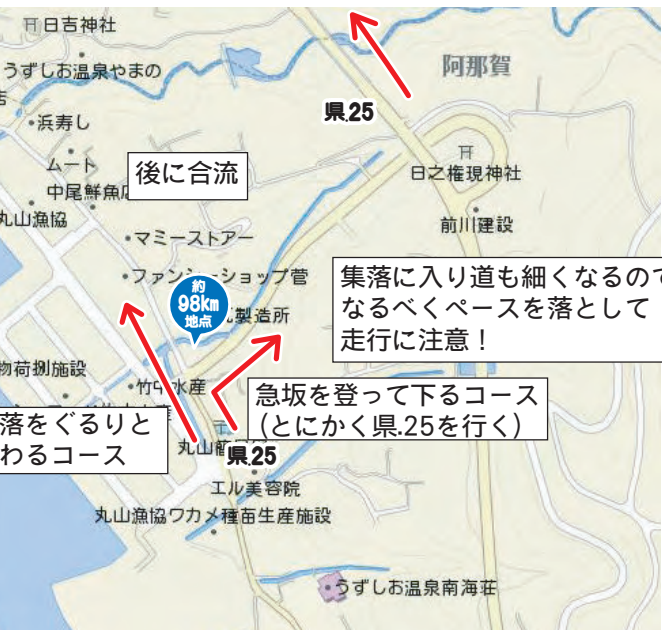 日吉神社
うずしお温泉やまの
店
阿那賀
県.25
浜寿し
ムート
後に合流
日之権現神社
中尾鮮魚店
丸山漁協
前川建設
マミーストアー
ファンシーショップ菅
集落に入り道も細くなるので
なるべくペースを落として
走行に注意!
約
98km
地点
瓦製造所
物荷捌施設
竹中水産
急坂を登って下るコース
(とにかく県.25を行く)
落をぐるりと
わるコース
丸山
県.25
エル美容院
丸山漁協ワカメ種苗生産施設
うずしお温泉南海荘